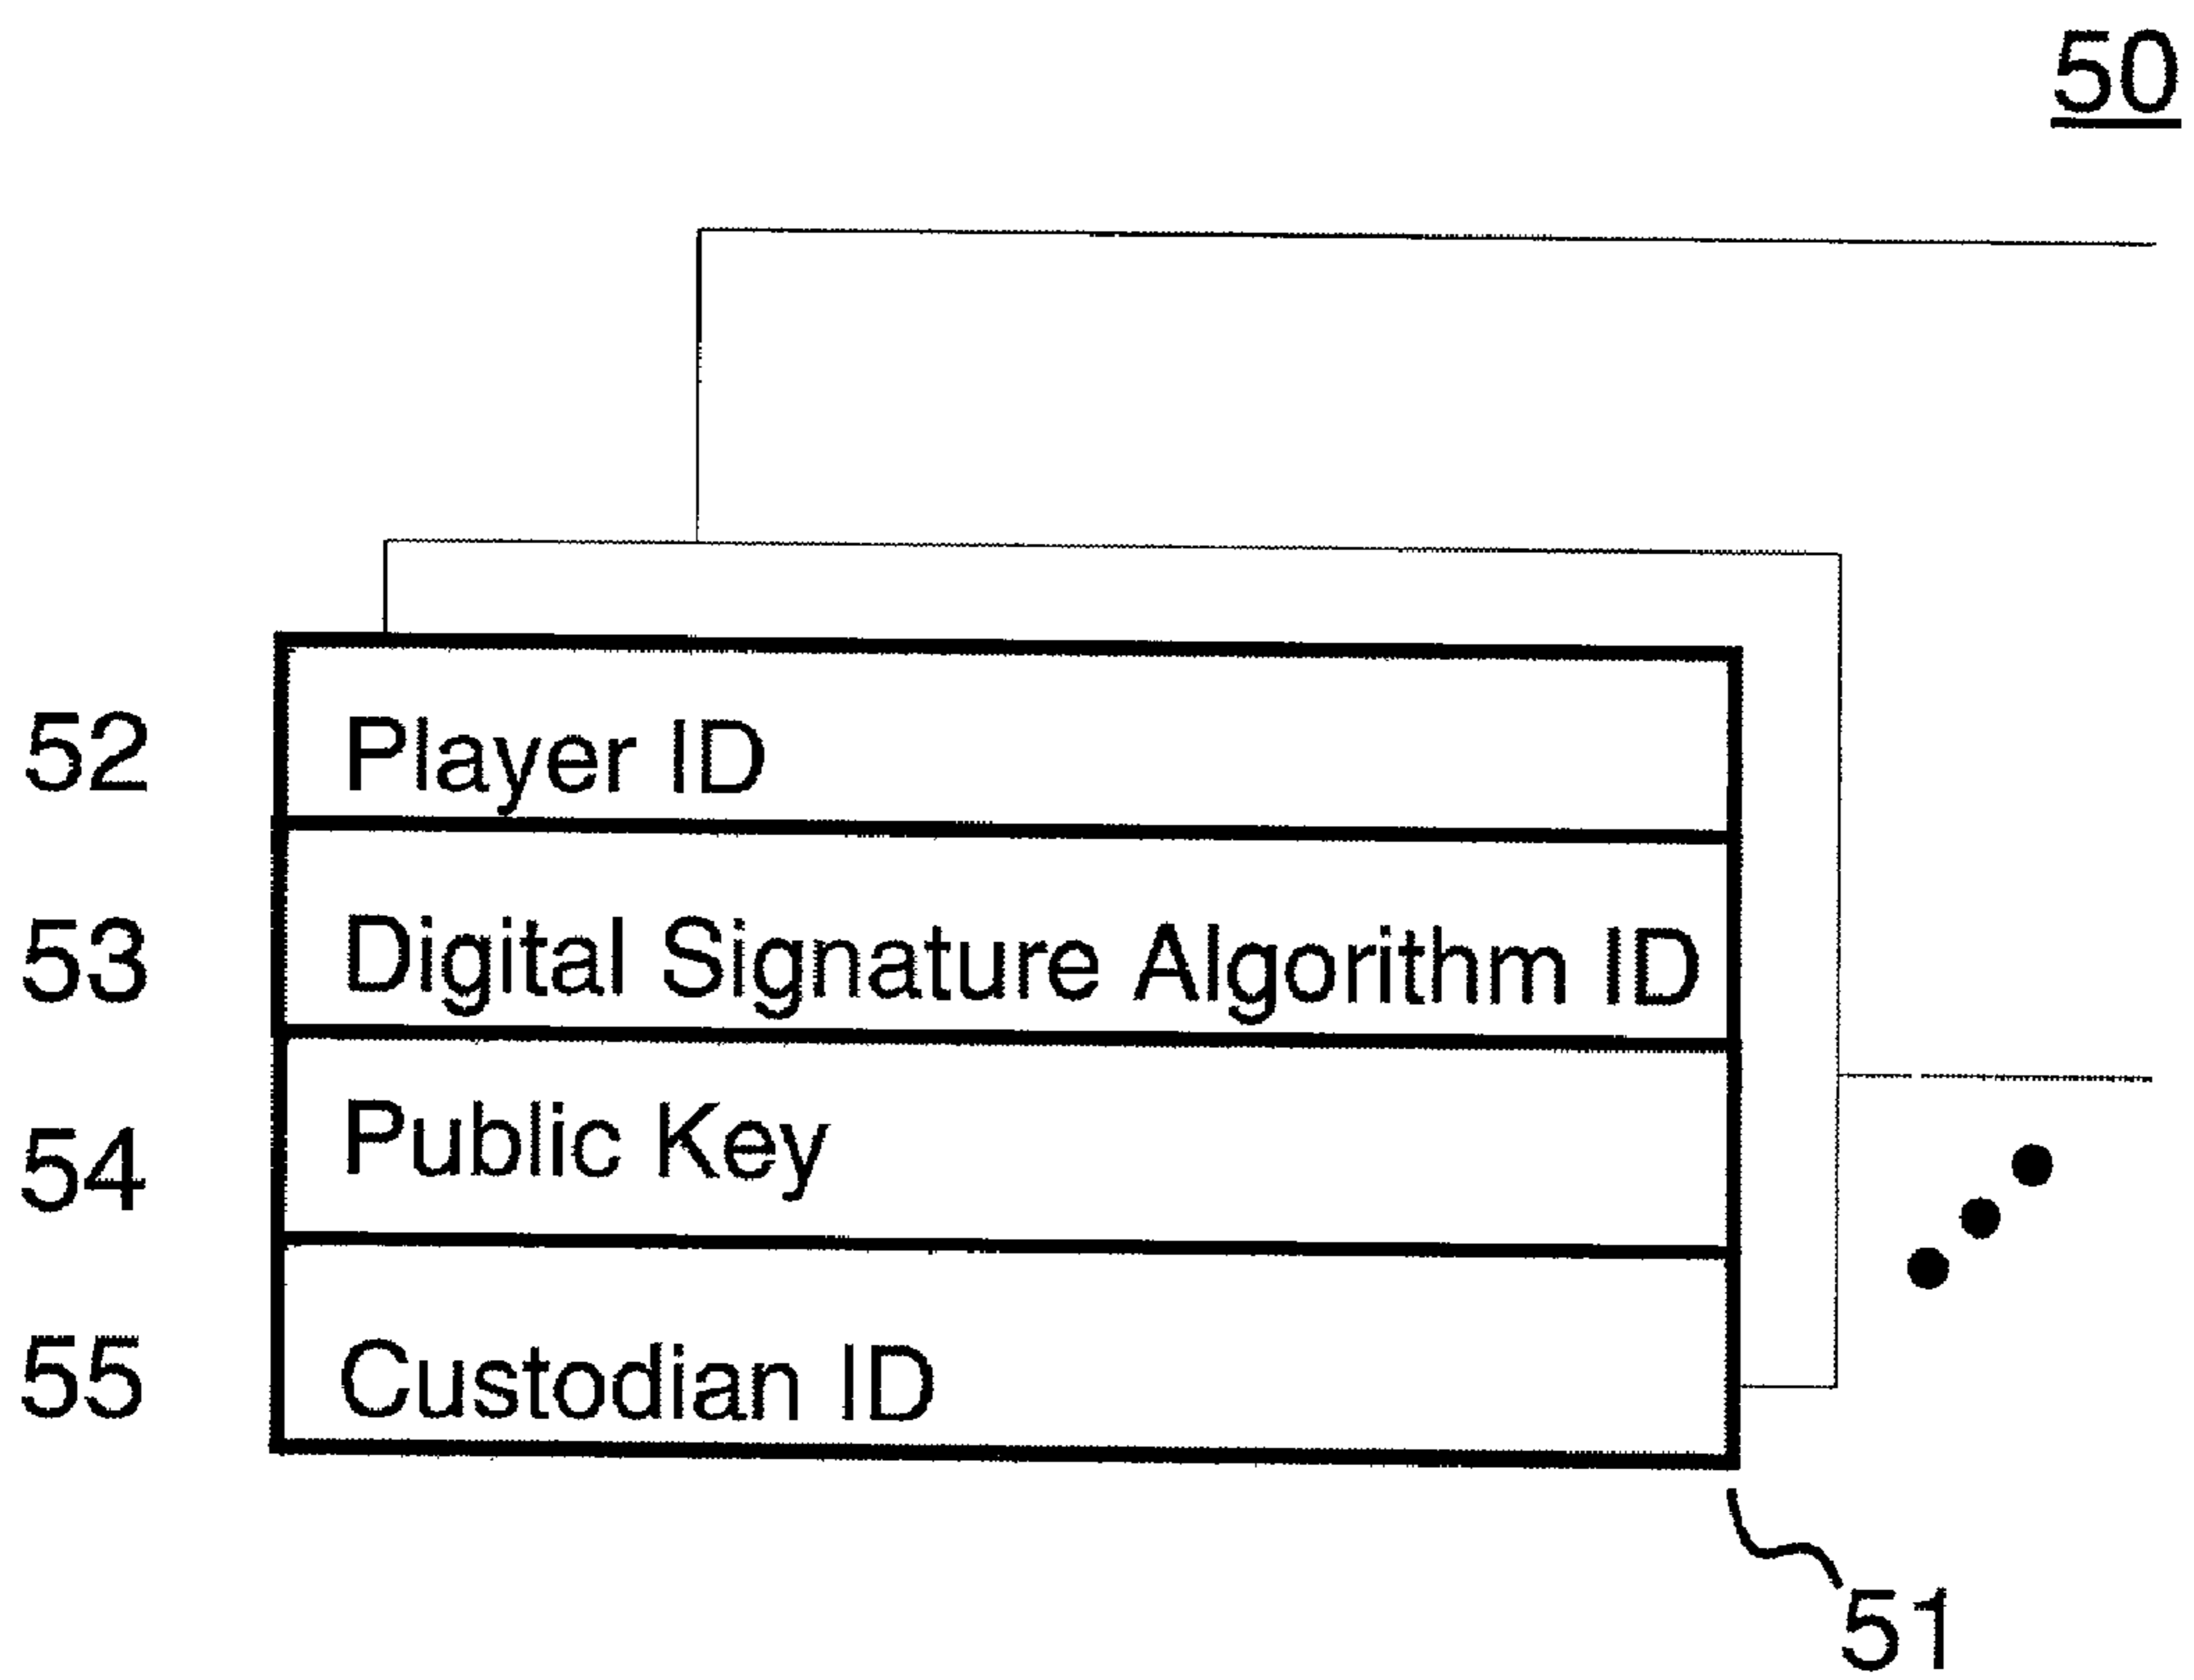 50
52 Player ID
53 Digital Signature Algorithm ID
54 Public Key
55 Custodian ID
51